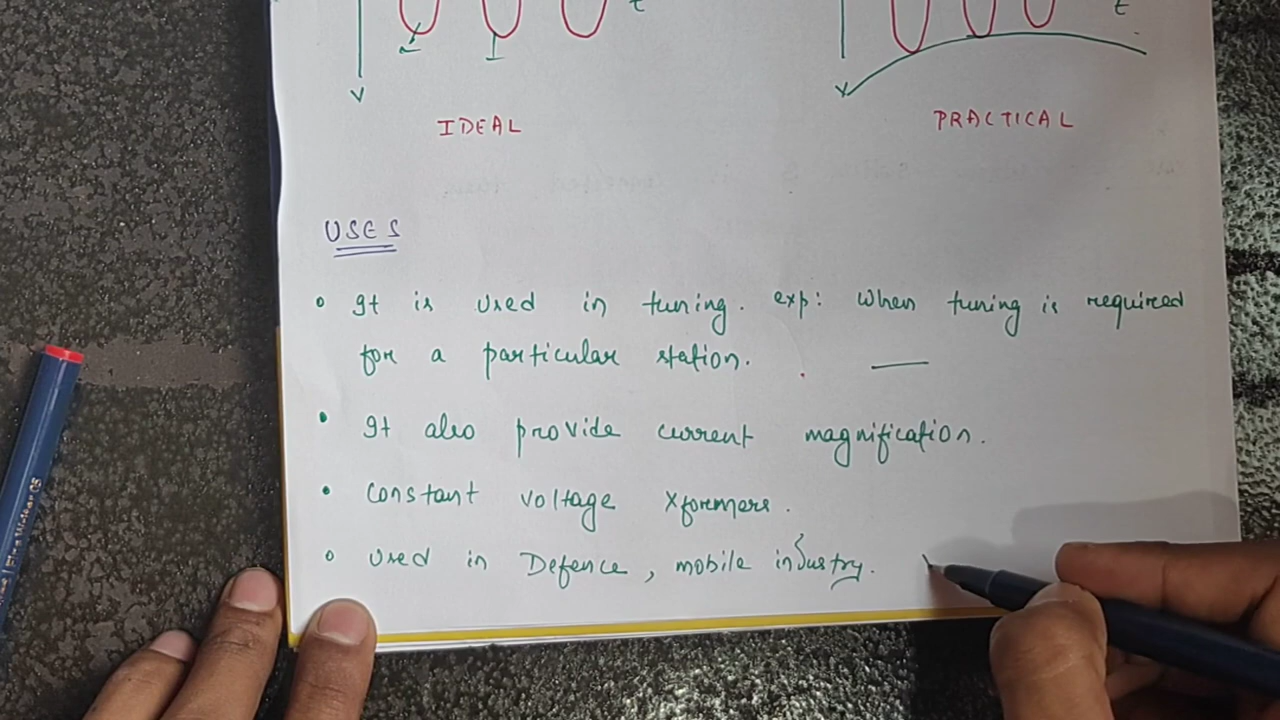 t
t
IDEAL
PRACTICAL
USES
• It is used in tuning. exp: when tuning is required
for a particular station.
• It also provide current magnification.
• Constant voltage Xformers.
• Used in Defence, mobile industry.